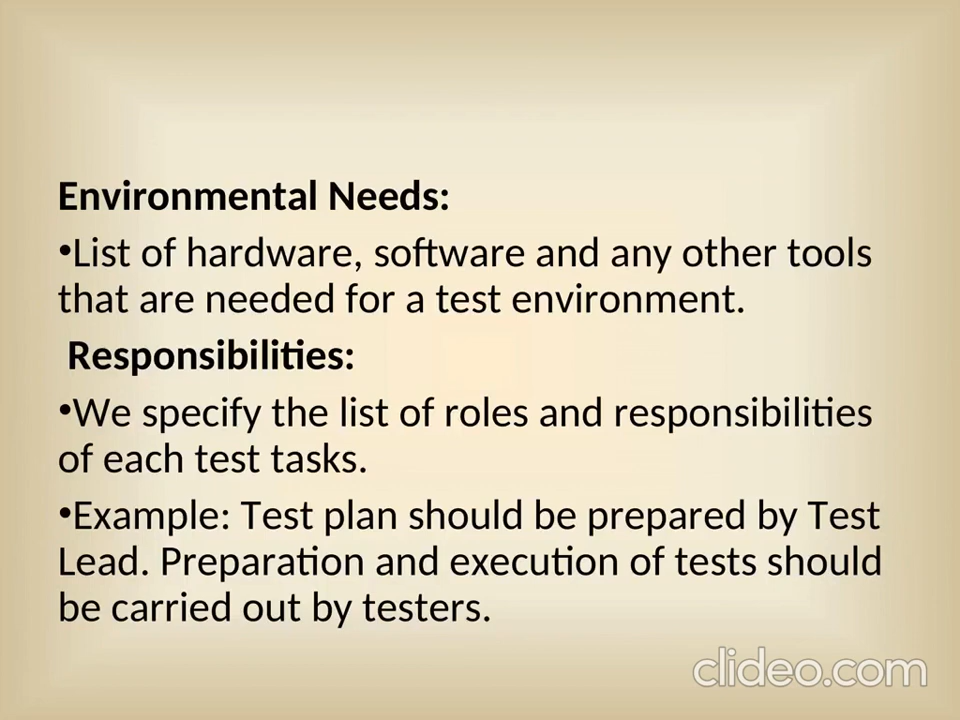 Environmental Needs:
•List of hardware, software and any other tools
that are needed for a test environment.
Responsibilities:
•We specify the list of roles and responsibilities
of each test tasks.
•Example: Test plan should be prepared by Test
Lead. Preparation and execution of tests should
be carried out by testers.
clideo.com